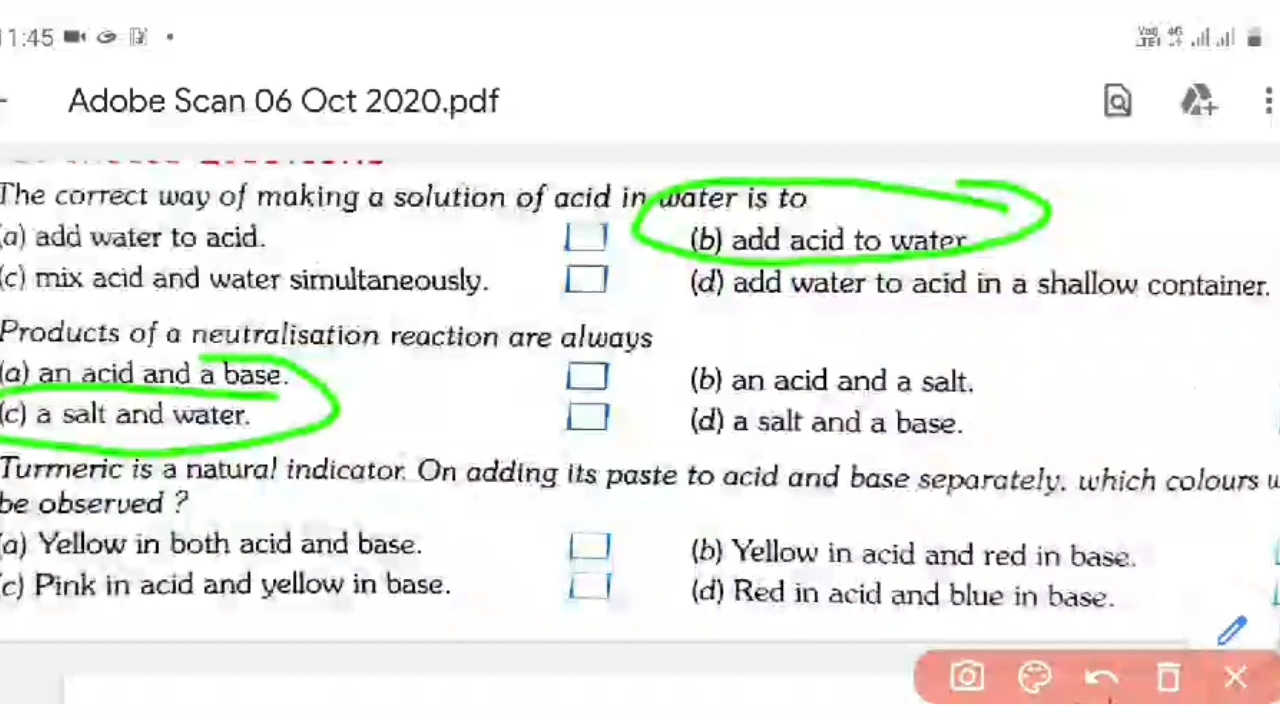 11:45
Adobe Scan 06 Oct 2020.pdf
The correct way of making a solution of acid in water is to
(a) add water to acid.
(b) add acid to water
(c) mix acid and water simultaneously.
(d) add water to acid in a shallow container.
Products of a neutralisation reaction are always
(a) an acid and a base.
(b) an acid and a salt.
(c) a salt and water.
(d) a salt and a base.
Turmeric is a natural indicator. On adding its paste to acid and base separately, which colours
be observed ?
(a) Yellow in both acid and base.
(b) Yellow in acid and red in base.
(c) Pink in acid and yellow in base.
(d) Red in acid and blue in base.